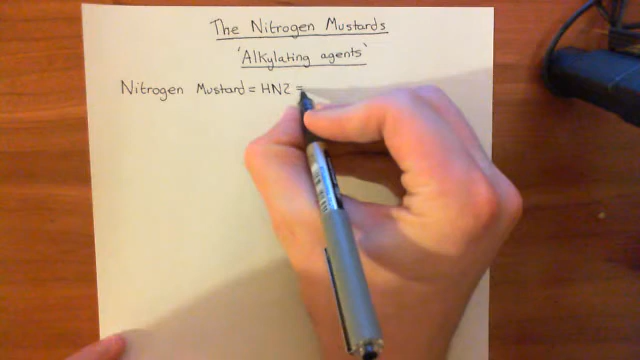 The Nitrogen Mustards
'Alkylating agents'
Nitrogen Mustard = HN2 =